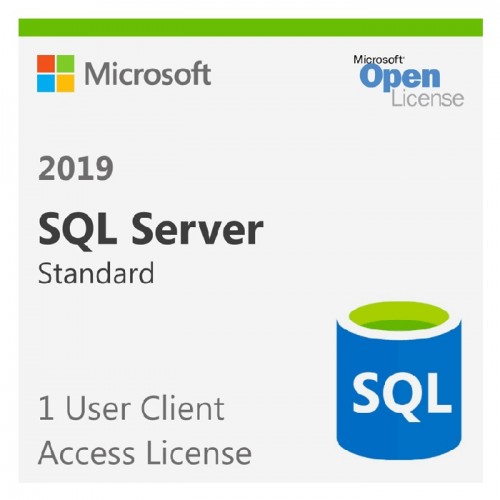 Microsoft
Microsoft
Open
License
2019
SQL Server
Standard
SQL
1 User Client
Access License